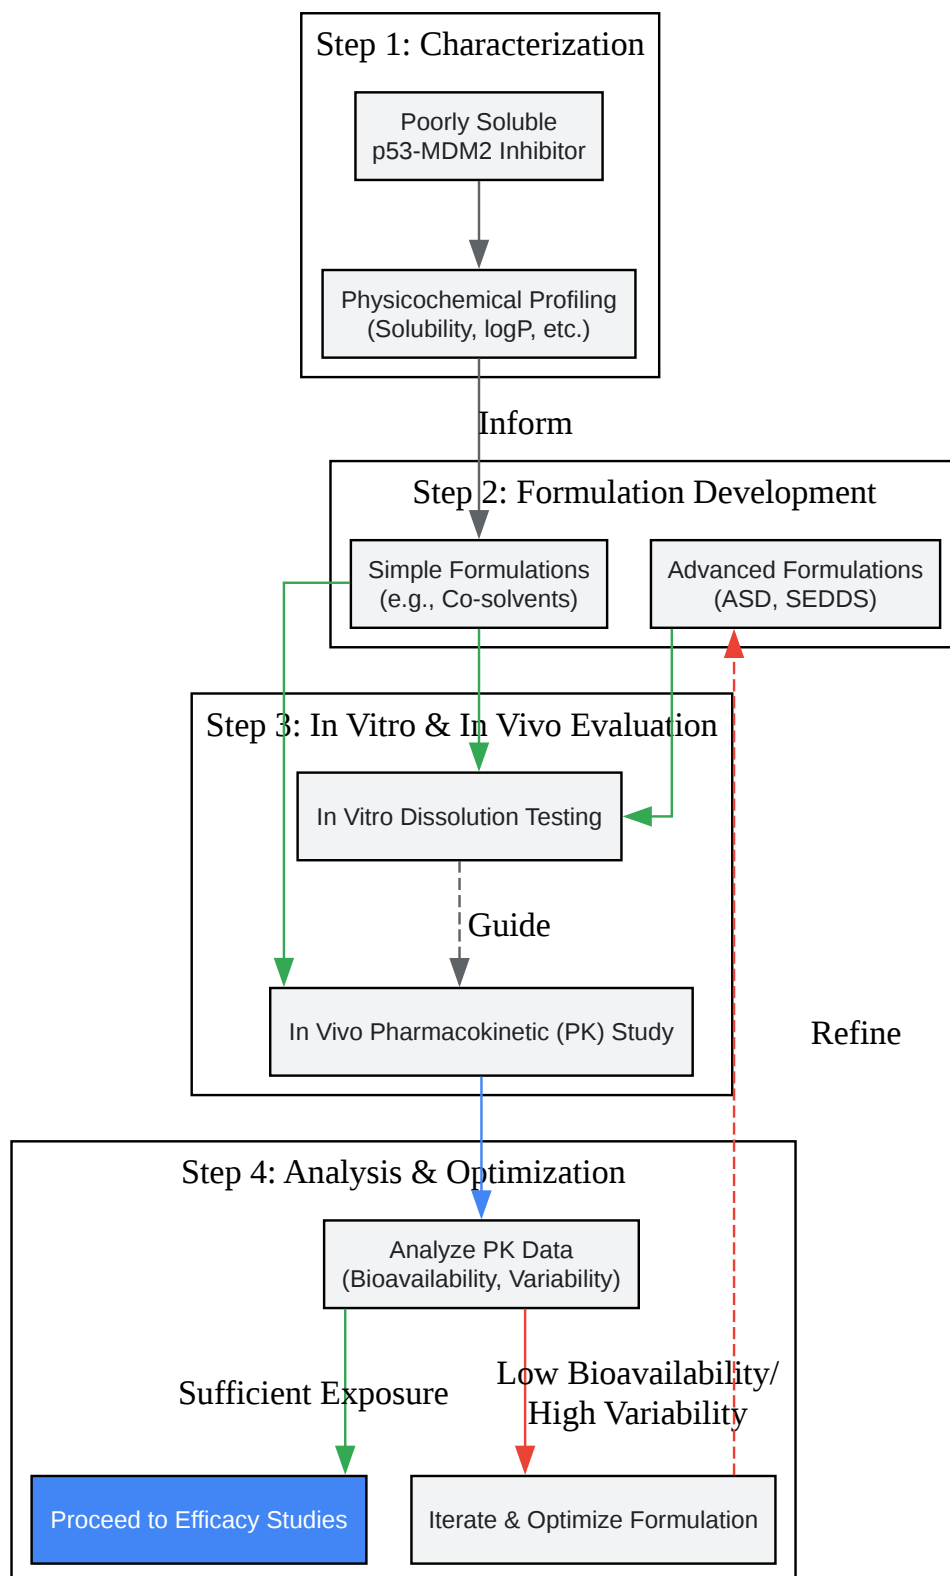 Step 1: Characterization
Poorly Soluble
p53-MDM2 Inhibitor
Physicochemical Profiling
(Solubility, logP, etc.)
Inform
Step 2: Formulation Development
Simple Formulations
(e.g., Co-solvents)
Advanced Formulations
(ASD, SEDDS)
Step 3: In Vitro & In Vivo Evaluation
In Vitro Dissolution Testing
Guide
In Vivo Pharmacokinetic (PK) Study
Refine
Step 4: Analysis & Optimization
Analyze PK Data
(Bioavailability, Variability)
Sufficient Exposure
Low Bioavailability/
High Variability
Proceed to Efficacy Studies
Iterate & Optimize Formulation